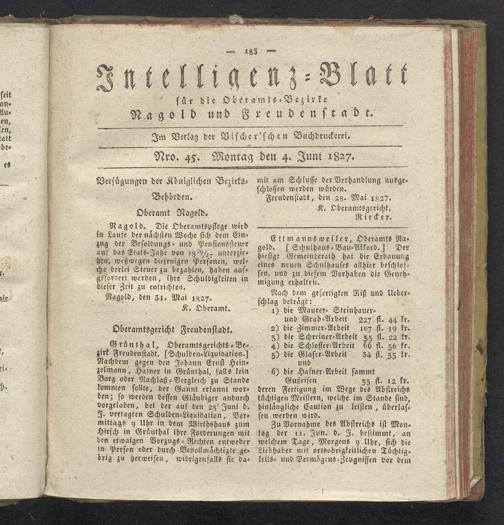 — 185 —
Intelligenz-Blatt
für die Oberamts-Bezirke
Nagold und Freudenstadt.
Im Verlag der Vischer'schen Buchdruckerei.
Nro. 45. Montag den 4. Juni 1827.
Verfügungen der Königlichen Bezirks-
Behörden.
Oberamt Nagold.
Nagold. Die Oberamtspflege wird
in Laufe der nächsten Woche sich dem Ein-
zug der Besoldungs- und Pensionssteuer
auf das Etats-Jahr von unterzie-
hen, weswegen diejenigen Personen, wel-
che derlei Steuer zu bezahlen, haben auf-
gefordert werden, ihre Schuldigkeit in
dieser Zeit zu entrichten.
Nagold, den 31. Mai 1827.
K. Oberamt.
Oberamtsgericht Freudenstadt.
Grünthal, Oberamtsgerichts-Be-
zirk Freudenstadt. [Schulden-Liquidation.]
Nachdem gegen den Johann Ernst Hein-
zelmann, Hafner in Grünthal, falls kein
Borg oder Nachlaß-Vergleich zu Stande
kommen sollte, der Gannt erkannt wor-
den; so werden dessen Gläubiger andurch
vorgeladen, bei der auf den 25 Juni d.
J. vertagten Schulden-Liquidation, Vor-
mittags 9 Uhr in dem Wirthshaus zum
Hirsch in Grünthal ihre Forderungen mit
den etwaigen Vorzugs-Rechten entweder
in Person oder durch Bevollmächtigte ge-
hörig zu erweisen, widrigenfalls sie da-
mit am Schlusse der Verhandlung ausge-
schlossen werden würden.
Freudenstadt, den 28. Mai 1827.
K. Oberamtsgericht.
Riecker.
Ettmannsweiler, Oberamts Na-
gold. [Schulhaus-Bau-Akkord.] Der
hiesige Gemeinderath hat die Erbauung
eines neuen Schulhauses allhier beschlos-
sen, und zu diesem Vorhaben die Geneh-
migung erhalten.
Nach dem gefertigten Riß und Ueber-
schlag beträgt:
1) die Maurer- Steinhauer-
und Grab-Arbeit 227 fl. 44 kr.
2) die Zimmer-Arbeit 107 fl. 19 kr.
3) die Schreiner-Arbeit 55 fl. 22 kr.
4) die Schlosser-Arbeit 66 fl. 56 kr.
5) die Glaser-Arbeit 34 fl. 55 kr.
und
6) die Hafner-Arbeit sammt
Gußeisen 55 fl. 12 kr.
deren Fertigung im Wege des Abstreichs
tüchtigen Meistern, welche im Stande sind,
hinlängliche Caution zu leisten, überlas-
sen werden wird.
Zu Vornahme des Abstreichs ist Mon-
tag der 11. Jun. d. J. bestimmt, an
welchem Tage, Morgens 9 Uhr, sich die
Liebhaber mit ortsobrigkeitlichen Tüchtig-
keits- und Vermögens-Zeugnissen vor dem